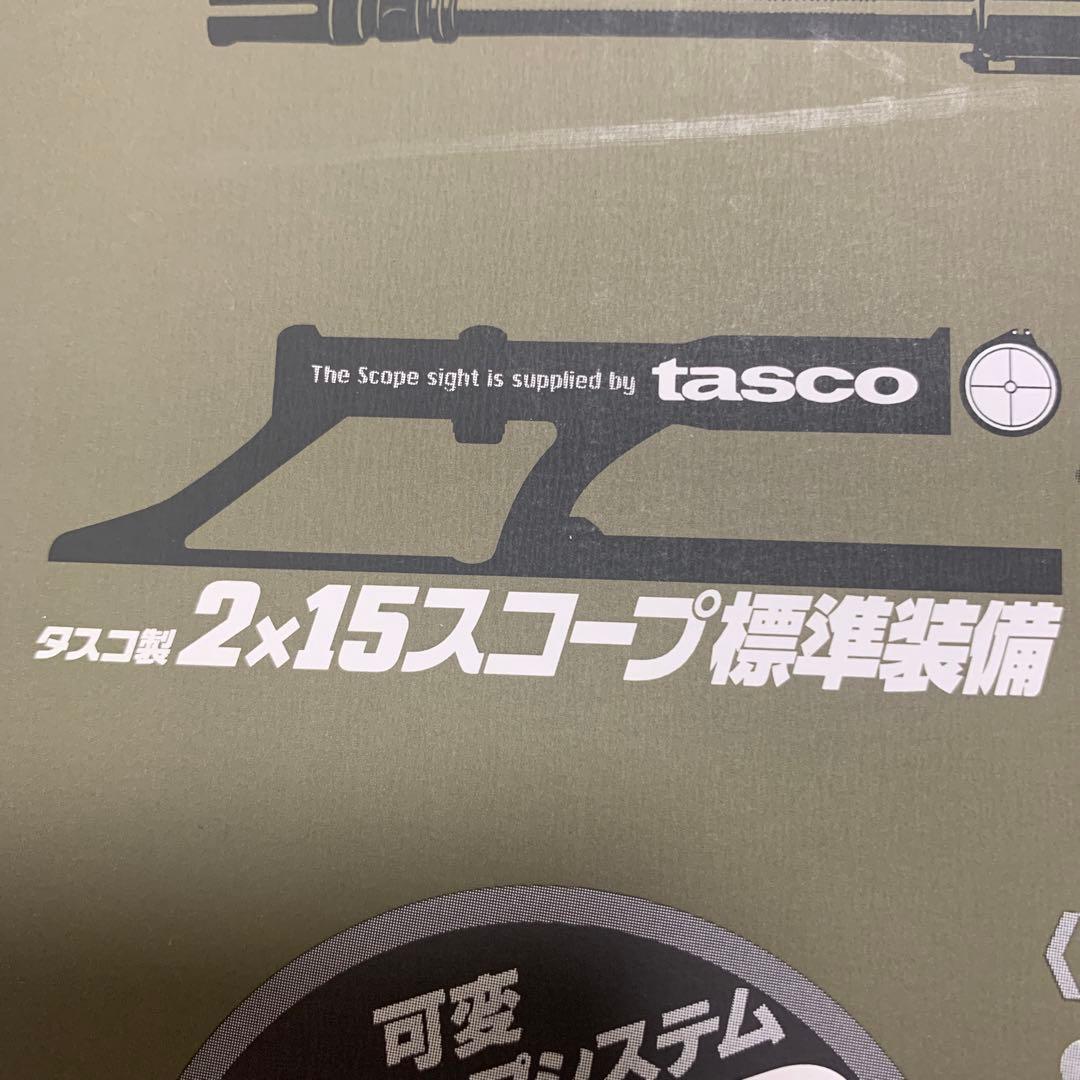 The Scope sight is supplied by tasco
タスコ製 2×15スコープ標準装備
可変
システム